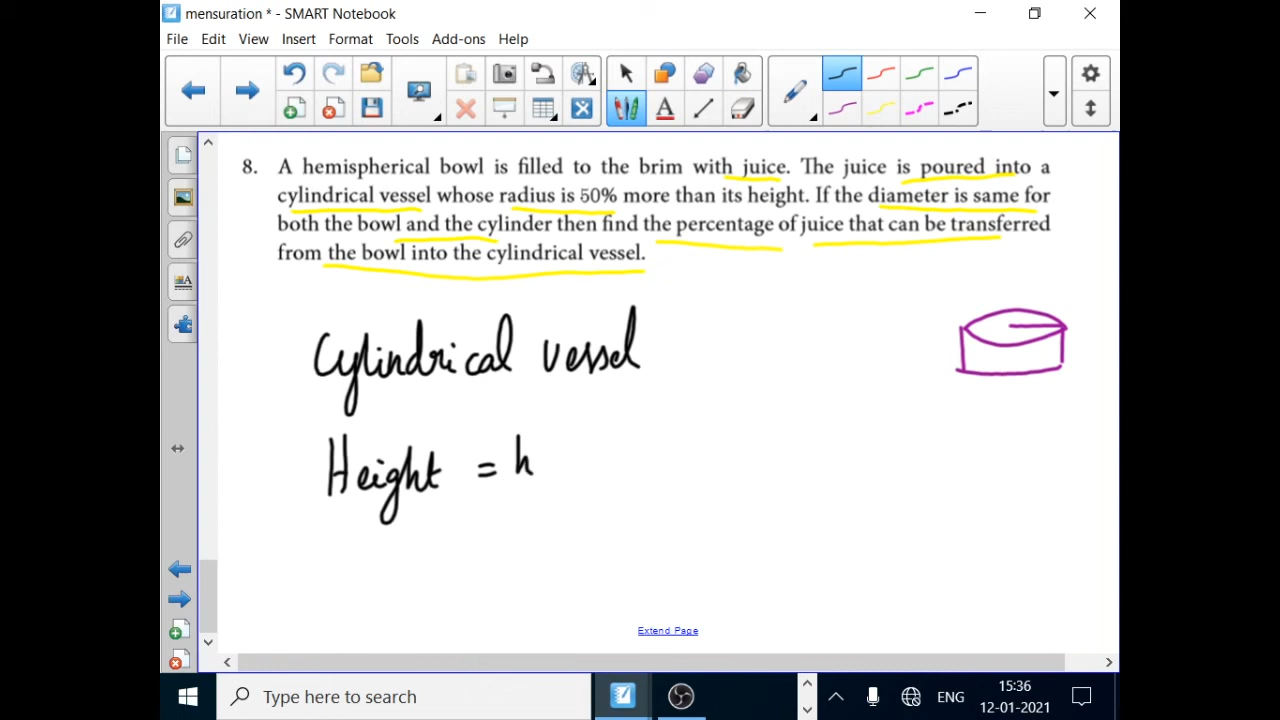 mensuration * - SMART Notebook
File Edit View Insert Format Tools Add-ons Help
8. A hemispherical bowl is filled to the brim with juice. The juice is poured into a
cylindrical vessel whose radius is 50% more than its height. If the diameter is same for
both the bowl and the cylinder then find the percentage of juice that can be transferred
from the bowl into the cylindrical vessel.
Cylindrical vessel
Height = h
Extend Page
Type here to search
ENG
15:36
12-01-2021